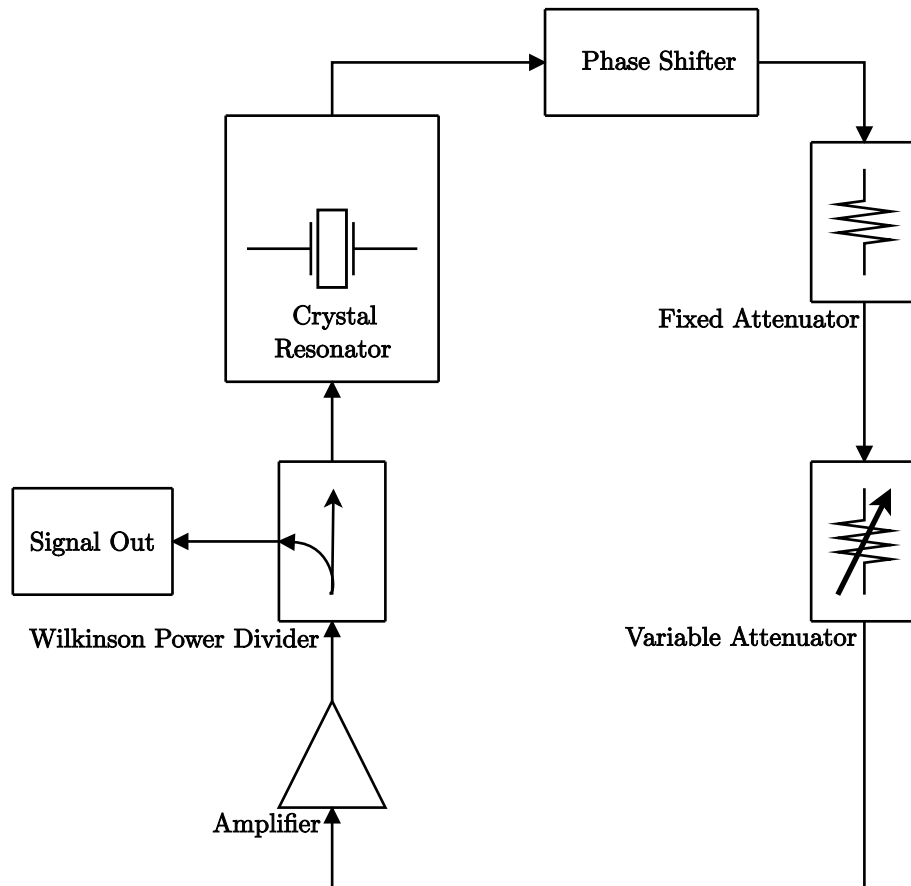 Phase Shifter
Crystal
Resonator
Fixed Attenuator
Signal Out
Wilkinson Power Divider
Variable Attenuator
Amplifier